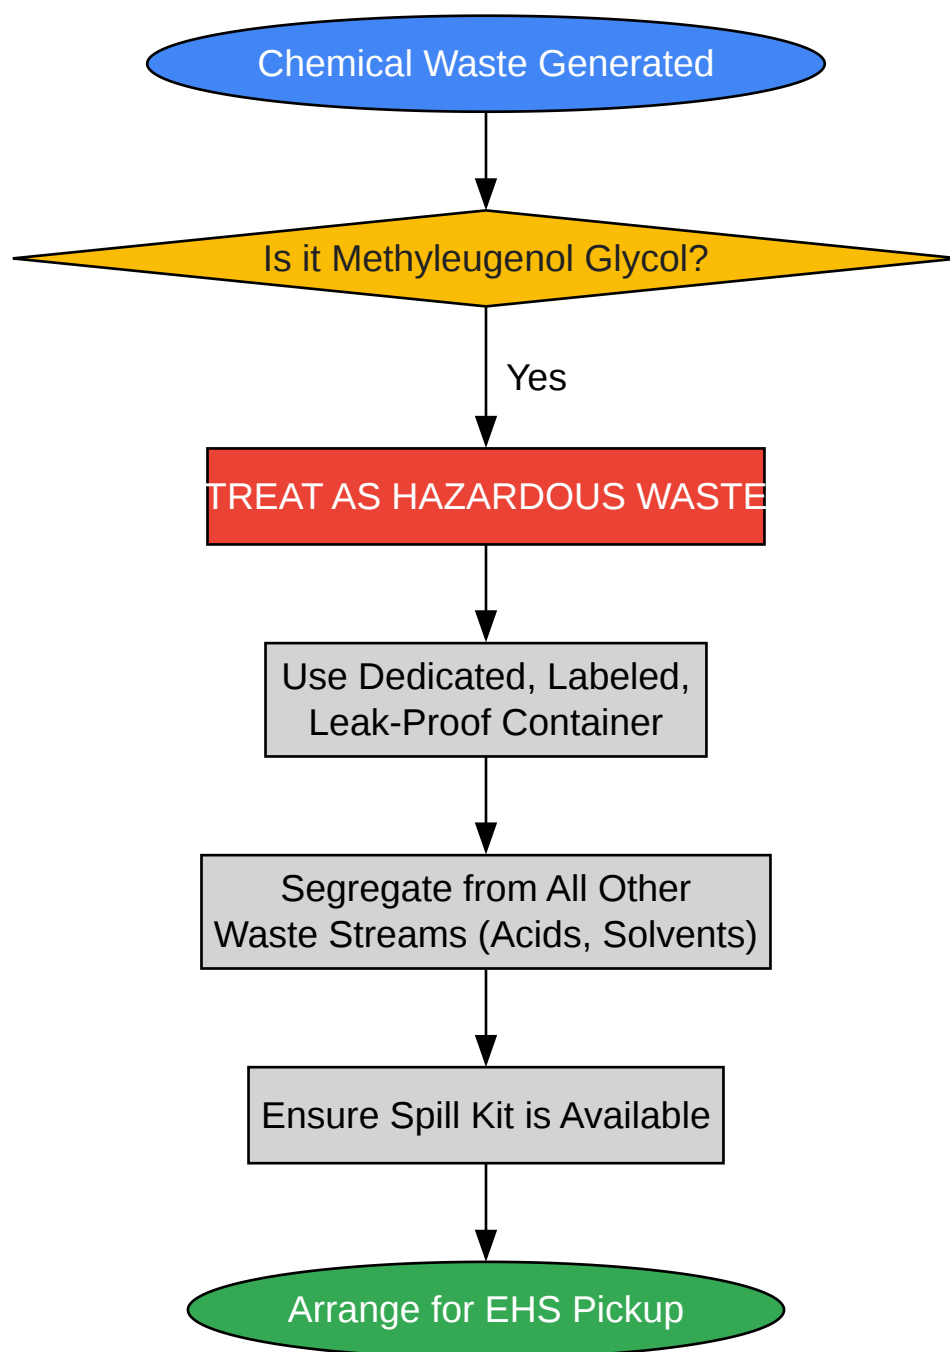 Chemical Waste Generated
Is it Methyleugenol Glycol?
Yes
TREAT AS HAZARDOUS WASTE
Use Dedicated, Labeled,
Leak-Proof Container
Segregate from All Other
Waste Streams (Acids, Solvents)
Ensure Spill Kit is Available
Arrange for EHS Pickup